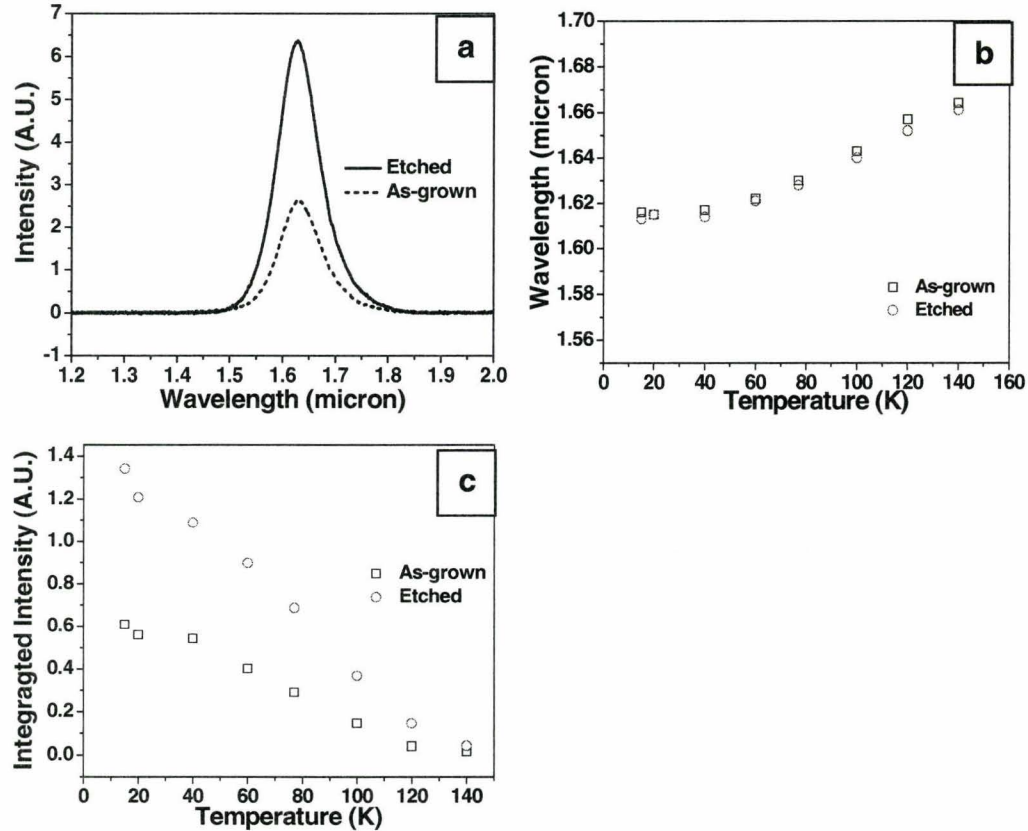 a
7
6
5
4
3
2
1
0
-1
Intensity (A.U.)
Etched
As-grown
1.2 1.3 1.4 1.5 1.6 1.7 1.8 1.9 2.0
Wavelength (micron)
b
1.70
1.68
1.66
1.64
1.62
1.60
1.58
1.56
Wavelength (micron)
As-grown
Etched
0 20 40 60 80 100 120 140 160
Temperature (K)
c
1.4
1.2
1.0
0.8
0.6
0.4
0.2
0.0
Integragted Intensity (A.U.)
As-grown
Etched
0 20 40 60 80 100 120 140
Temperature (K)